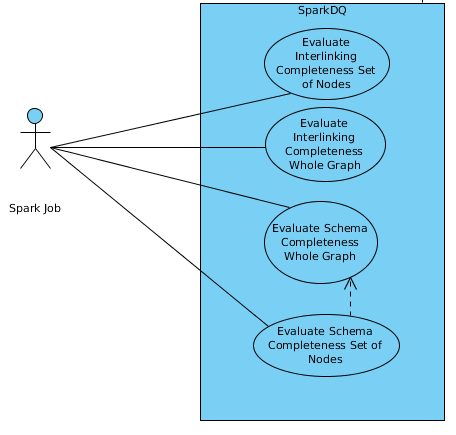 SparkDQ
Evaluate
Interlinking
Completeness Set
of Nodes
Evaluate
Interlinking
Completeness
Whole Graph
Spark Job
Evaluate Schema
Completeness
Whole Graph
Evaluate Schema
Completeness Set of
Nodes